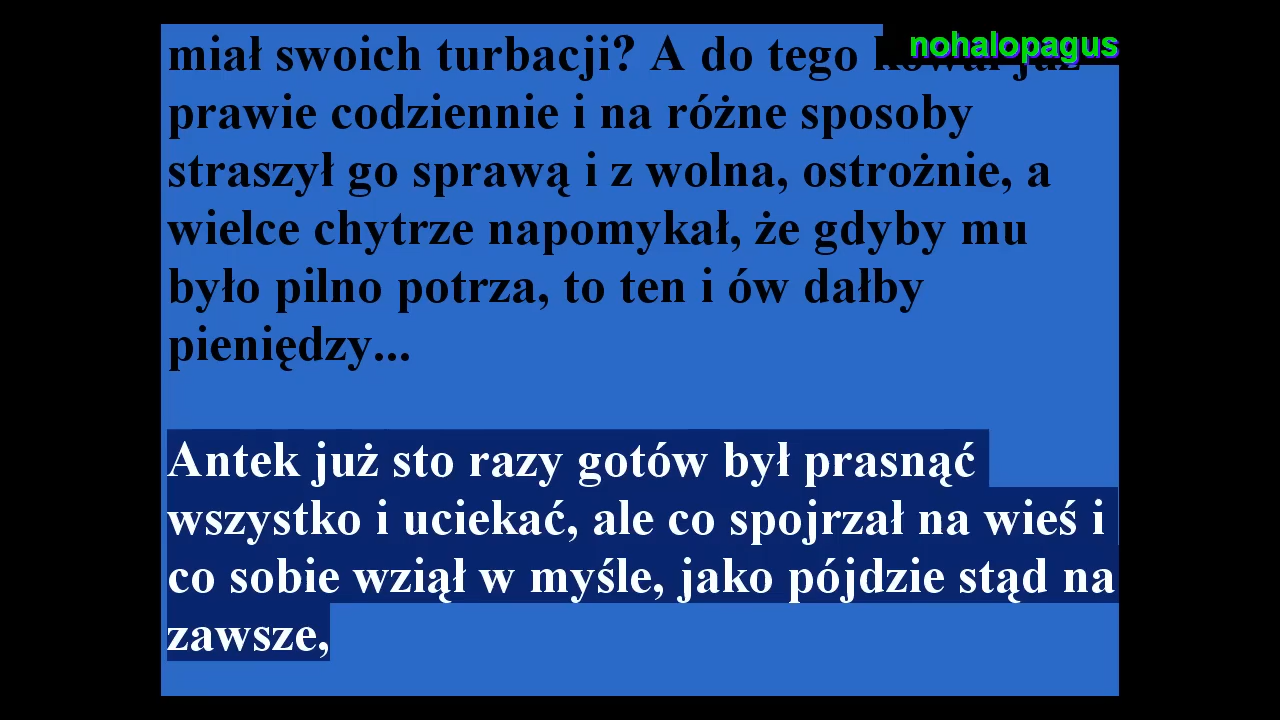 nohalopagus
miał swoich turbacji? A do tego
prawie codziennie i na różne sposoby
straszył go sprawą i z wolna, ostrożnie, a
wielce chytrze napomykał, że gdyby mu
było pilno potrza, to ten i ów dałby
pieniędzy...
Antek już sto razy gotów był prasnąć
wszystko i uciekać, ale co spojrzał na wieś i
co sobie wziął w myśle, jako pójdzie stąd na
zawsze,